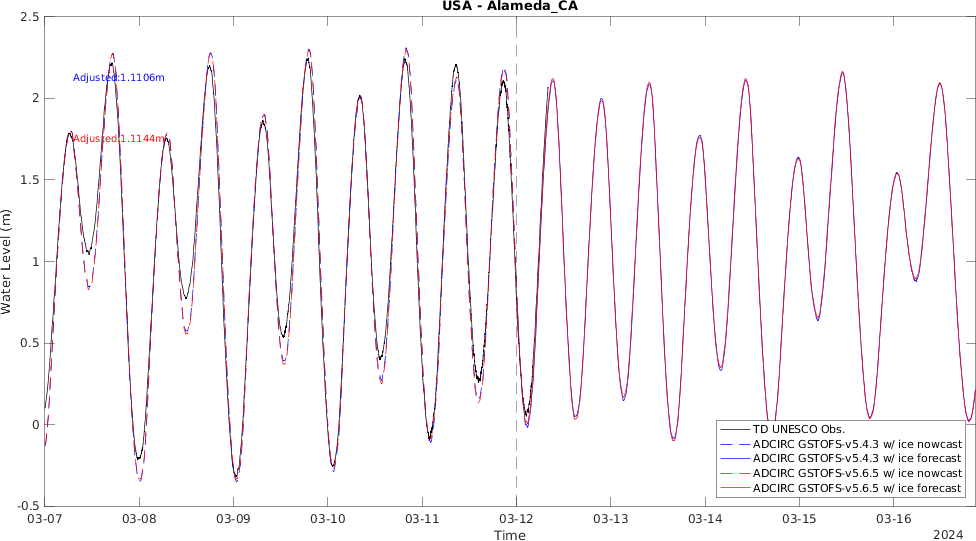 USA - Alameda_CA
2.5
2
1.5
1
0.5
0
-0.5
Water Level (m)
Adjusted:1.1106m
Adjusted:1.1144m
TD UNESCO Obs.
ADCIRC GSTOFS-v5.4.3 w/ ice nowcast
ADCIRC GSTOFS-v5.4.3 w/ ice forecast
ADCIRC GSTOFS-v5.6.5 w/ ice nowcast
ADCIRC GSTOFS-v5.6.5 w/ ice forecast
03-07 03-08 03-09 03-10 03-11 03-12 03-13 03-14 03-15 03-16
Time
2024